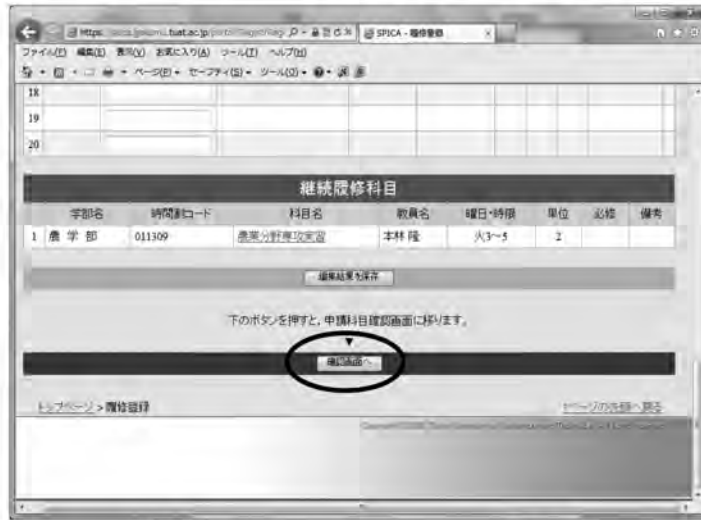 SPICA - 履修登録
ファイル(F) 編集(E) 表示(V) お気に入り(A) ツール(T) ヘルプ(H)
ページ(P) セーフティ(S) ツール(O)
18
19
20
継続履修科目
学部名 時間割コード 科目名 教員名 曜日・時限 単位 必修 備考
1 農 学 部 011309 農業分野専攻実習 本林 隆 火3～5 2
編集結果を保存
下のボタンを押すと、申請科目確認画面に移ります。
▼
確認画面へ
トップページ > 履修登録 ↑ページの先頭へ戻る